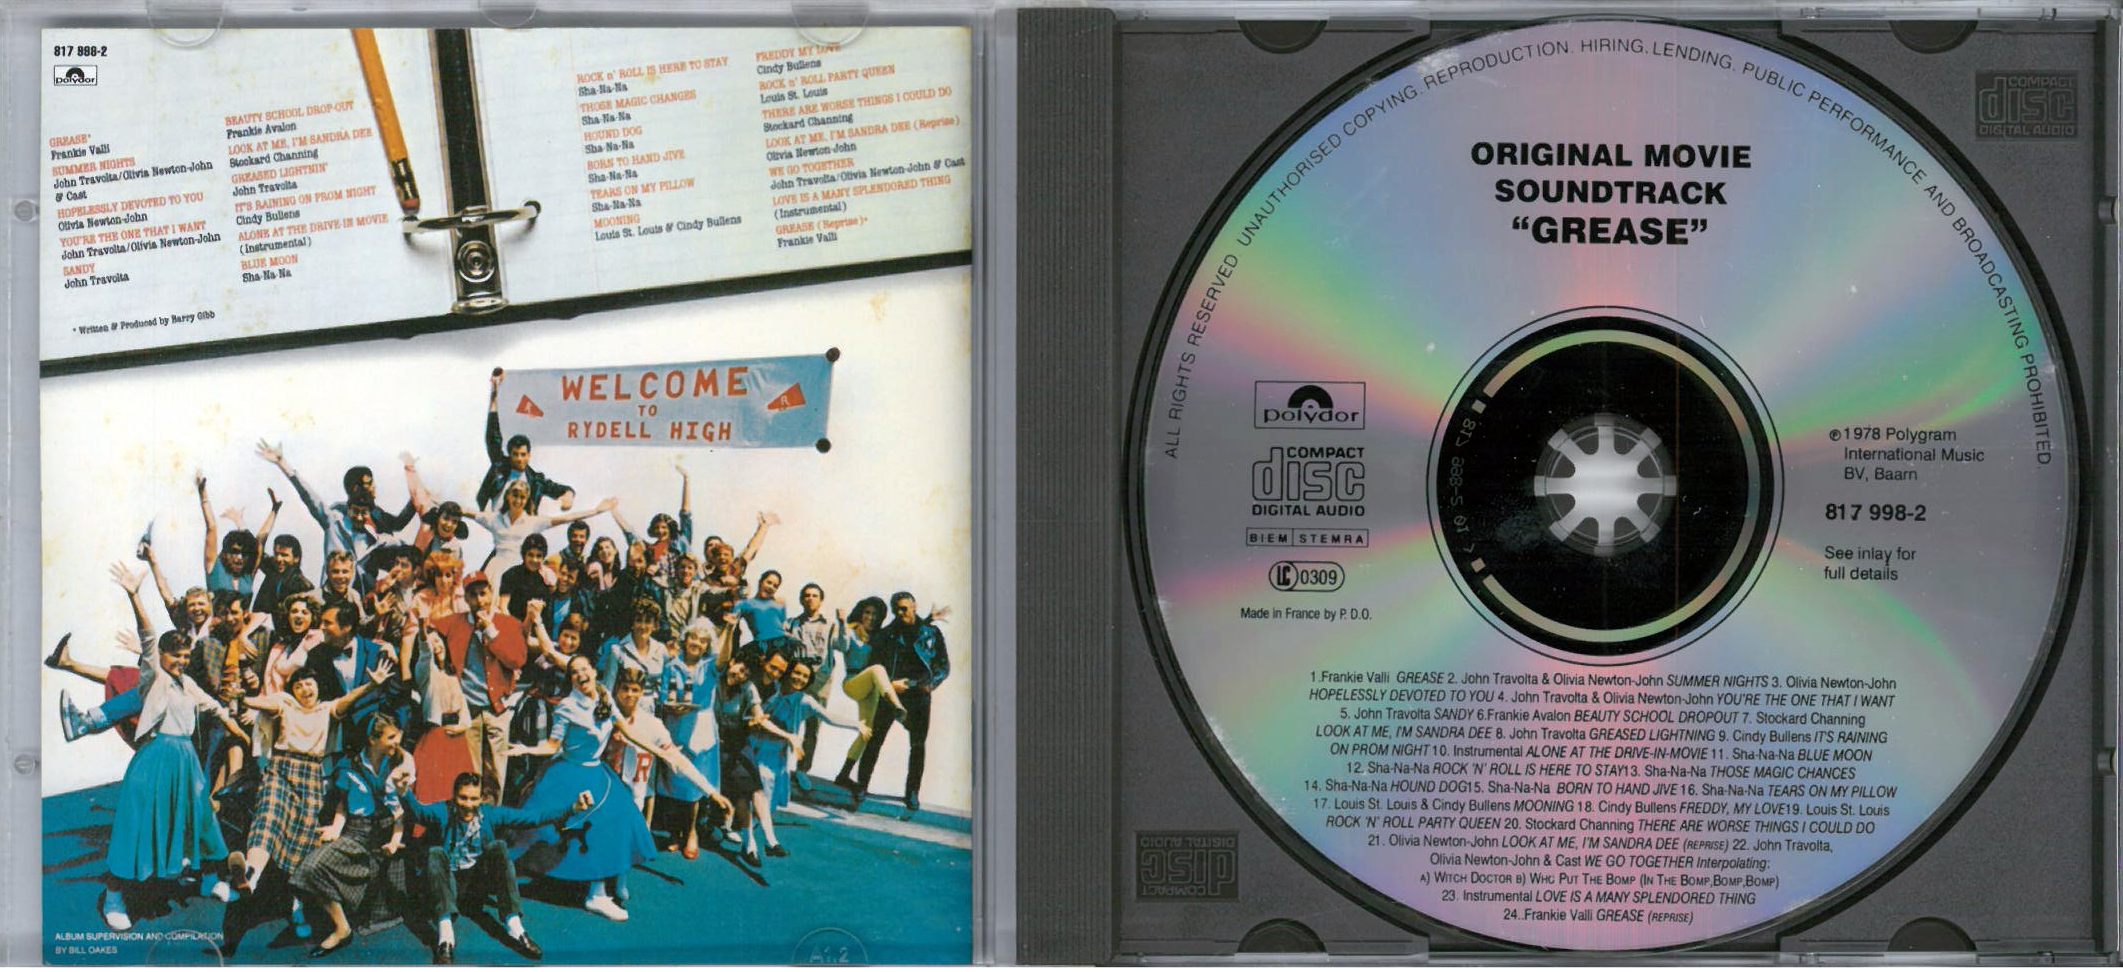 817 998-2
polydor
GREASE*
Frankie Valli
SUMMER NIGHTS
John Travolta/Olivia Newton-John
& Cast
HOPELESSLY DEVOTED TO YOU
Olivia Newton-John
YOU'RE THE ONE THAT I WANT
John Travolta/Olivia Newton-John
SANDY
John Travolta
BEAUTY SCHOOL DROP-OUT
Frankie Avalon
LOOK AT ME, I'M SANDRA DEE
Stockard Channing
GREASED LIGHTNIN'
John Travolta
IT'S RAINING ON PROM NIGHT
Cindy Bullens
ALONE AT THE DRIVE-IN MOVIE
(Instrumental)
BLUE MOON
Sha-Na-Na
* Written & Produced by Barry Gibb
ROCK n' ROLL IS HERE TO STAY
Sha-Na-Na
THOSE MAGIC CHANGES
Sha-Na-Na
HOUND DOG
Sha-Na-Na
BORN TO HAND JIVE
Sha-Na-Na
TEARS ON MY PILLOW
Sha-Na-Na
MOONING
Louis St. Louis & Cindy Bullens
FREDDY MY LOVE
Cindy Bullens
ROCK n' ROLL PARTY QUEEN
Louis St. Louis
THERE ARE WORSE THINGS I COULD DO
Stockard Channing
LOOK AT ME, I'M SANDRA DEE (Reprise)
Olivia Newton-John
WE GO TOGETHER
John Travolta/Olivia Newton-John & Cast
LOVE IS A MANY SPLENDORED THING
(Instrumental)
GREASE (Reprise)*
Frankie Valli
WELCOME
TO
RYDELL HIGH
R
R
R
ALBUM SUPERVISION AND COMPILATION
BY BILL OAKES
ALL RIGHTS RESERVED UNAUTHORISED COPYING. REPRODUCTION. HIRING. LENDING. PUBLIC PERFORMANCE AND BROADCASTING PROHIBITED.
ORIGINAL MOVIE
SOUNDTRACK
“GREASE”
polydor
COMPACT
disc
DIGITAL AUDIO
BIEM STEMRA
LC 0309
Made in France by P.D.O.
℗1978 Polygram
International Music
BV, Baarn
817 998-2
See inlay for
full details
1.Frankie Valli GREASE 2. John Travolta & Olivia Newton-John SUMMER NIGHTS 3. Olivia Newton-John
HOPELESSLY DEVOTED TO YOU 4. John Travolta & Olivia Newton-John YOU'RE THE ONE THAT I WANT
5. John Travolta SANDY 6.Frankie Avalon BEAUTY SCHOOL DROPOUT 7. Stockard Channing
LOOK AT ME, I'M SANDRA DEE 8. John Travolta GREASED LIGHTNING 9. Cindy Bullens IT'S RAINING
ON PROM NIGHT 10. Instrumental ALONE AT THE DRIVE-IN-MOVIE 11. Sha-Na-Na BLUE MOON
12. Sha-Na-Na ROCK 'N' ROLL IS HERE TO STAY13. Sha-Na-Na THOSE MAGIC CHANCES
14. Sha-Na-Na HOUND DOG15. Sha-Na-Na BORN TO HAND JIVE 16. Sha-Na-Na TEARS ON MY PILLOW
17. Louis St. Louis & Cindy Bullens MOONING 18. Cindy Bullens FREDDY, MY LOVE19. Louis St. Louis
ROCK 'N' ROLL PARTY QUEEN 20. Stockard Channing THERE ARE WORSE THINGS I COULD DO
21. Olivia Newton-John LOOK AT ME, I'M SANDRA DEE (REPRISE) 22. John Travolta,
Olivia Newton-John & Cast WE GO TOGETHER Interpolating:
A) WITCH DOCTOR B) WHO PUT THE BOMP (IN THE BOMP,BOMP,BOMP)
23. Instrumental LOVE IS A MANY SPLENDORED THING
24..Frankie Valli GREASE (REPRISE)
COMPACT
disc
DIGITAL AUDIO
COMPACT
disc
DIGITAL AUDIO